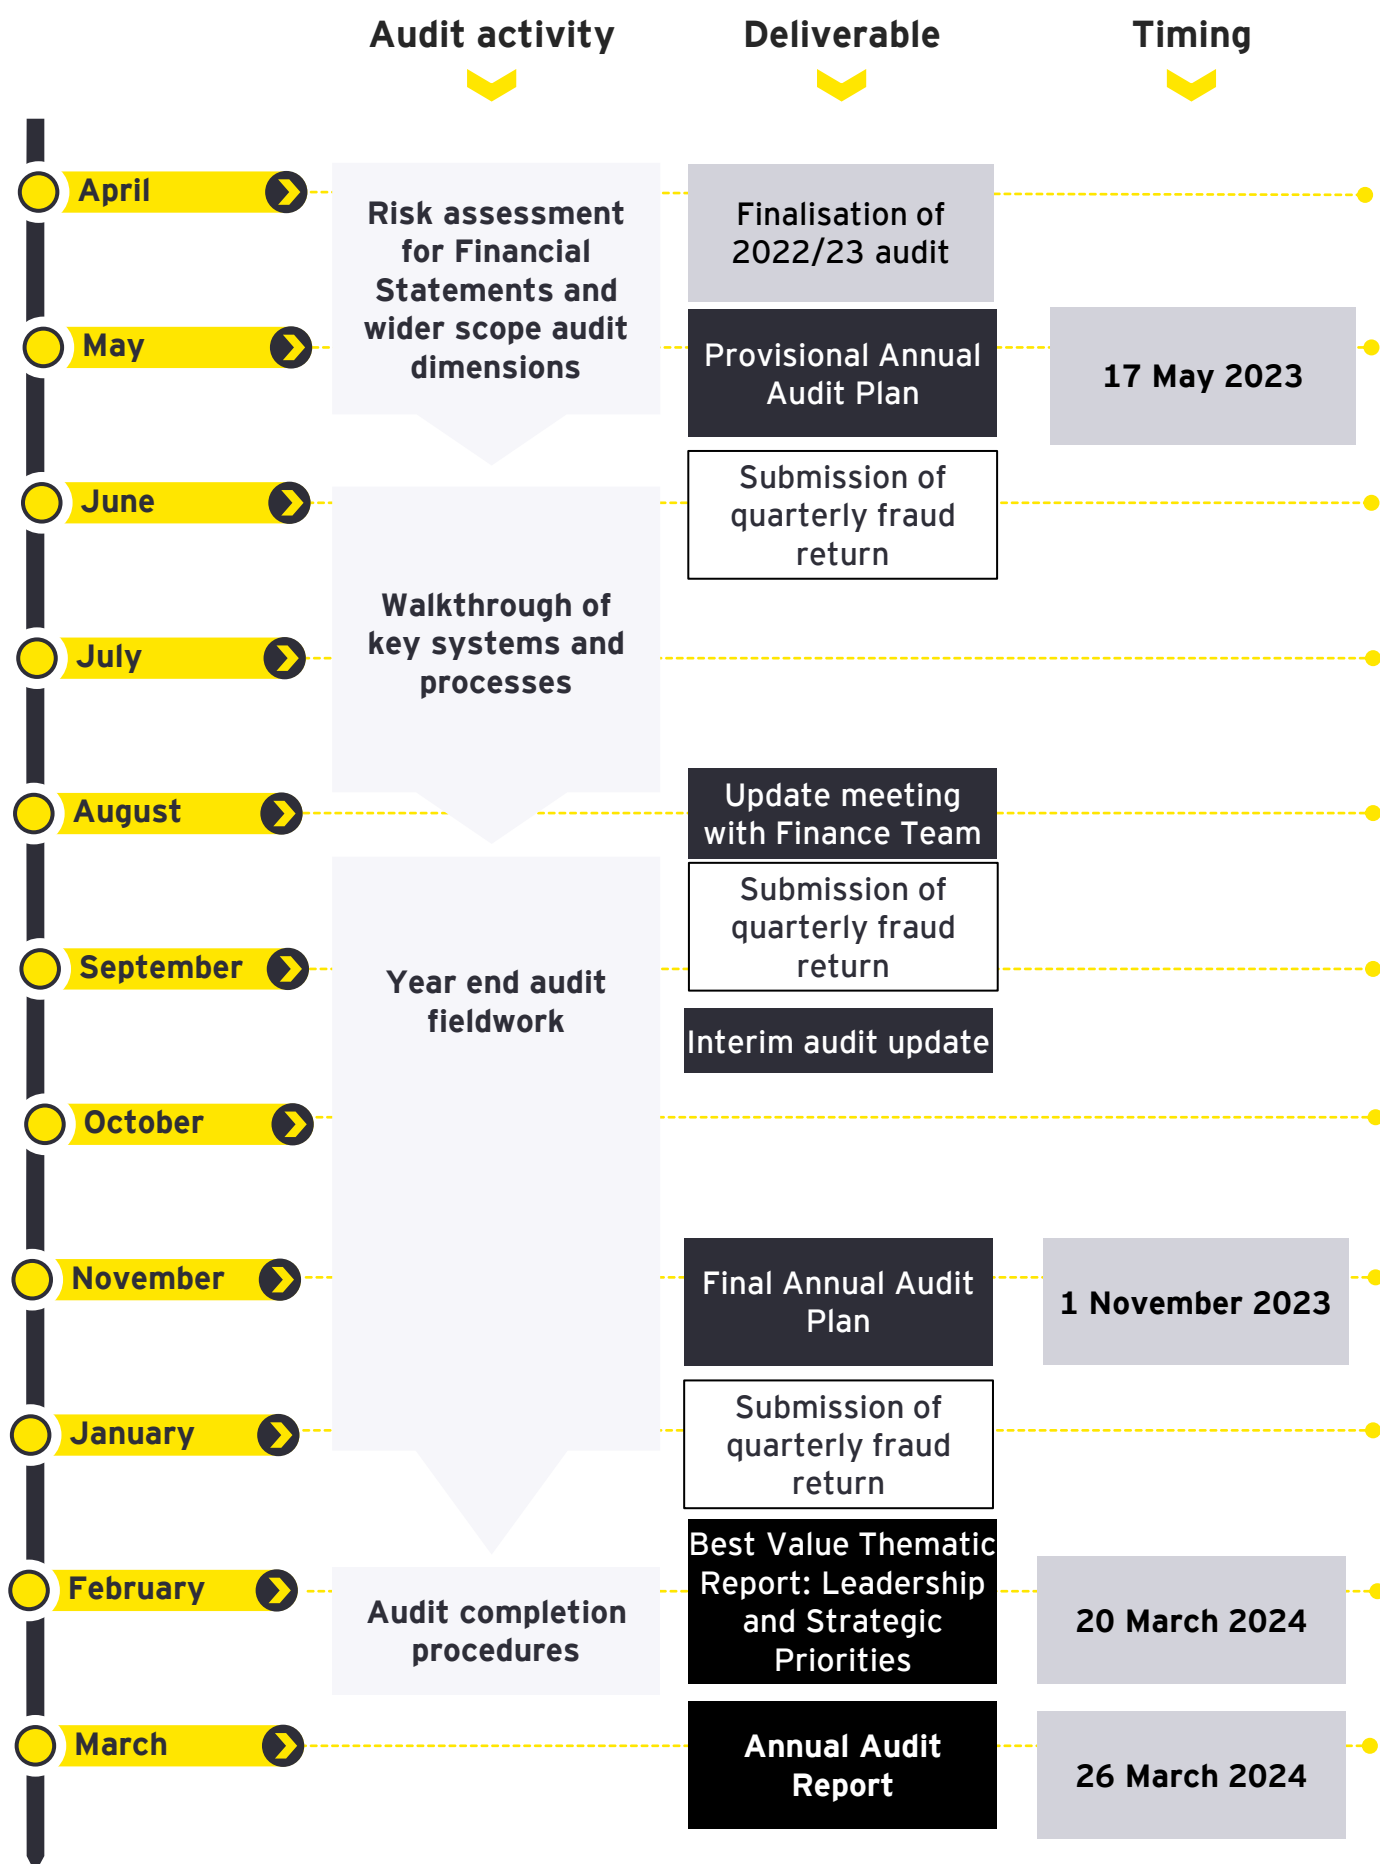 Audit activity
Deliverable
Timing
April
Risk assessment
for Financial
Statements and
wider scope audit
dimensions
Finalisation of
2022/23 audit
May
Provisional Annual
Audit Plan
17 May 2023
June
Submission of
quarterly fraud
return
Walkthrough of
key systems and
processes
July
August
Update meeting
with Finance Team
Submission of
quarterly fraud
return
September
Year end audit
fieldwork
Interim audit update
October
November
Final Annual Audit
Plan
1 November 2023
January
Submission of
quarterly fraud
return
February
Audit completion
procedures
Best Value Thematic
Report: Leadership
and Strategic
Priorities
20 March 2024
March
Annual Audit
Report
26 March 2024